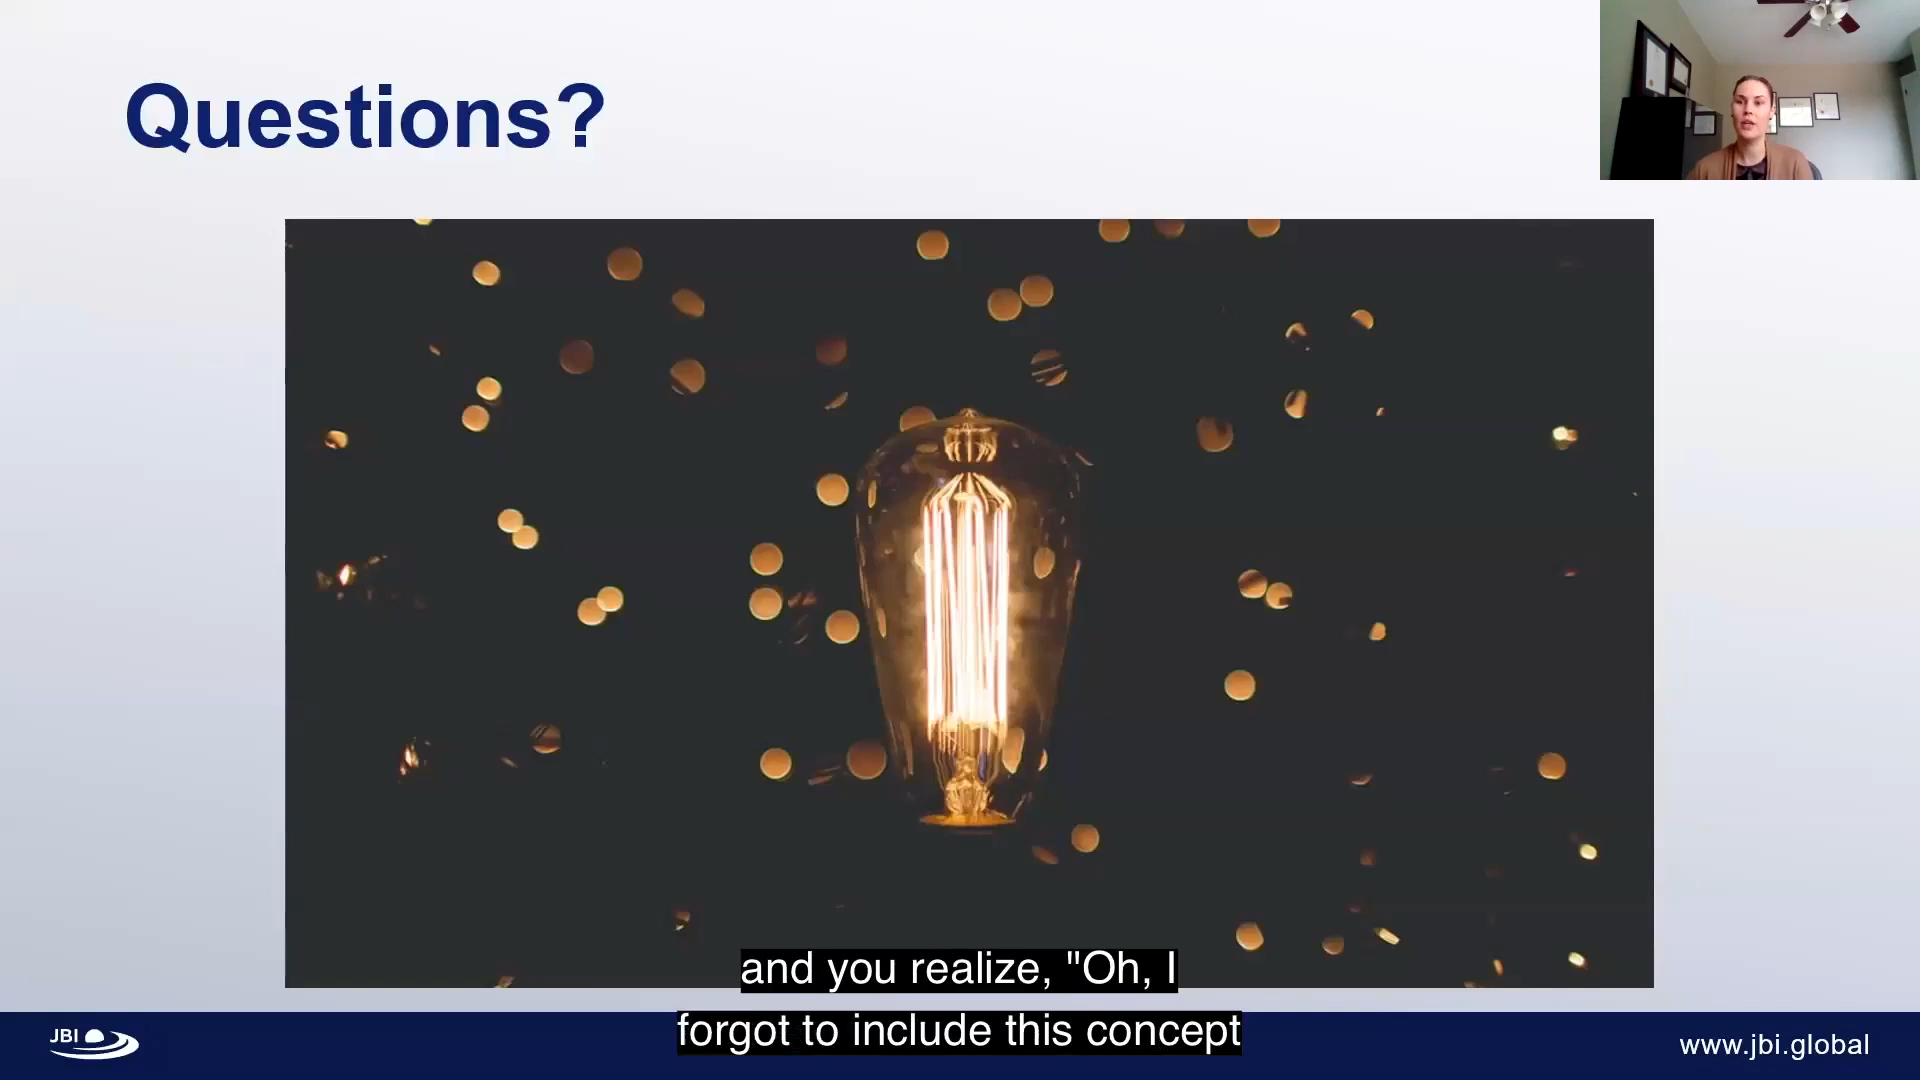 Questions?
and you realize, "Oh, I
forgot to include this concept
JBI
www.jbi.global